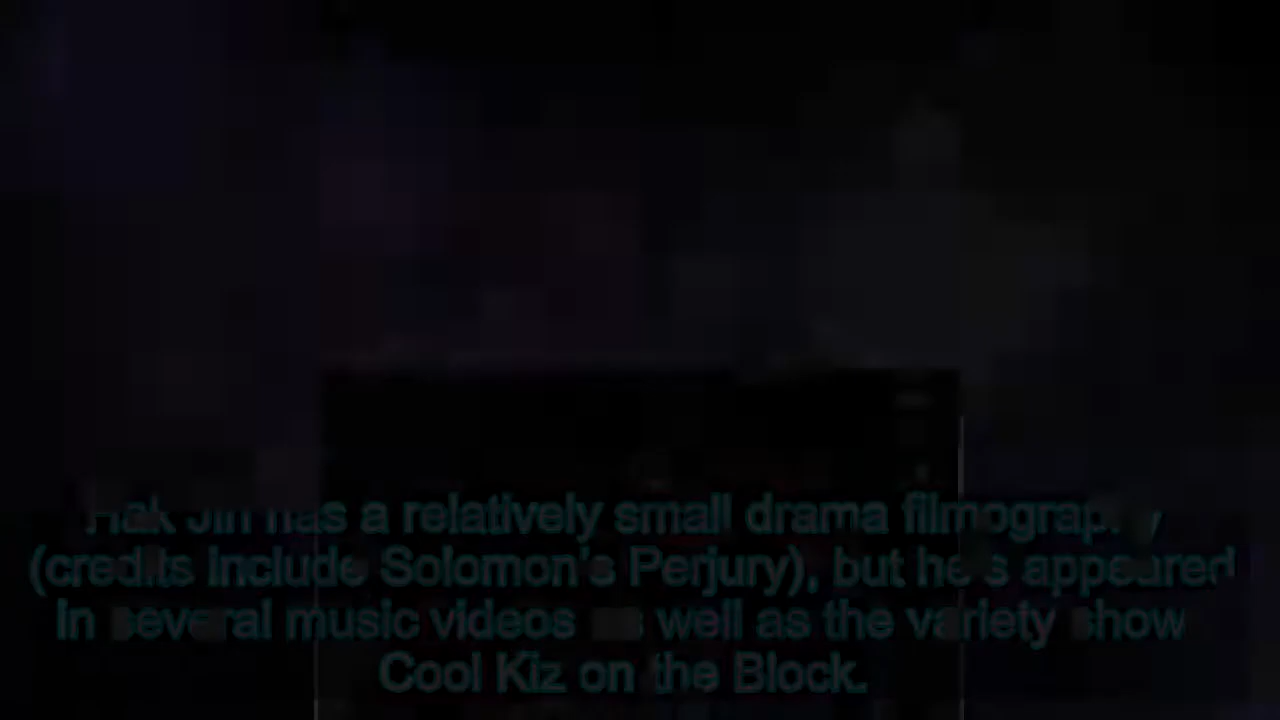 Hak Jin has a relatively small drama filmography
(credits include Solomon's Perjury), but he's appeared
in several music videos as well as the variety show
Cool Kiz on the Block.